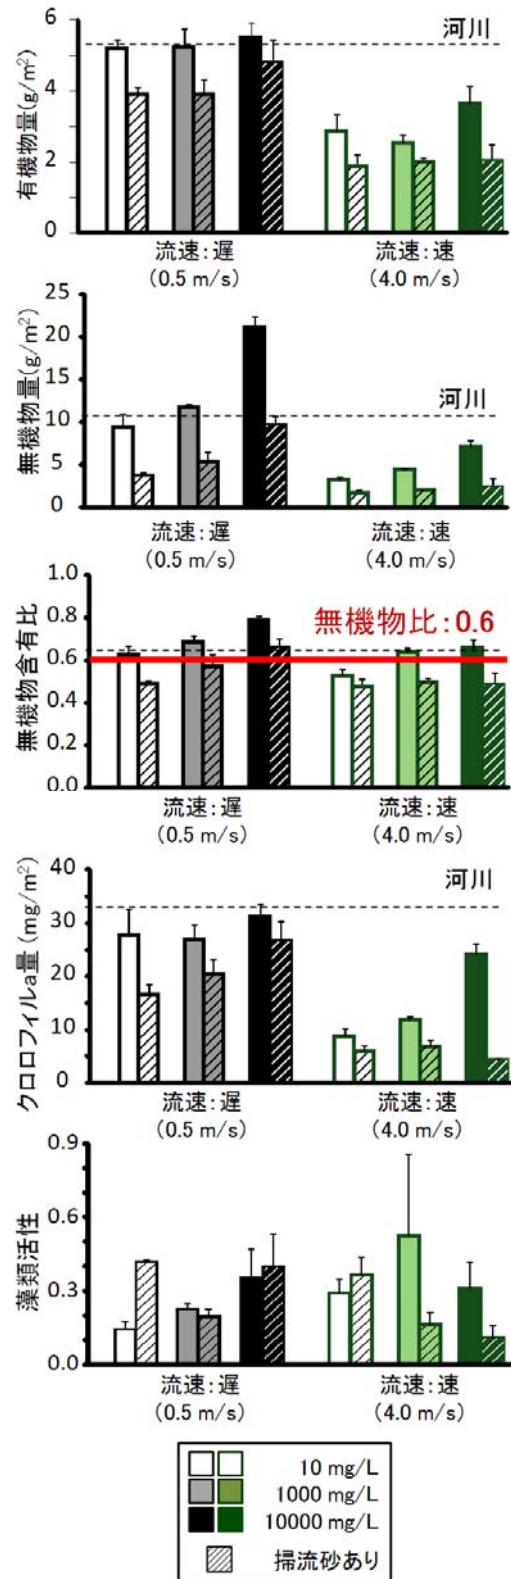 有機物量(g/m²)
6
4
2
0
河川
流速:遅
(0.5 m/s)
流速:速
(4.0 m/s)
無機物量(g/m²)
25
20
15
10
5
0
河川
流速:遅
(0.5 m/s)
流速:速
(4.0 m/s)
無機物含有比
1.0
0.8
0.6
0.4
0.2
0.0
無機物比:0.6
流速:遅
(0.5 m/s)
流速:速
(4.0 m/s)
クロロフィルa量 (mg/m²)
40
30
20
10
0
河川
流速:遅
(0.5 m/s)
流速:速
(4.0 m/s)
藻類活性
0.9
0.6
0.3
0.0
流速:遅
(0.5 m/s)
流速:速
(4.0 m/s)
10 mg/L
1000 mg/L
10000 mg/L
掃流砂あり